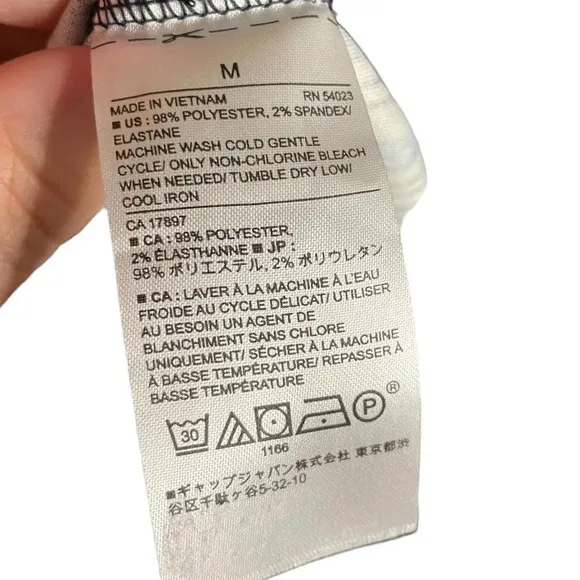 M
MADE IN VIETNAM RN 54023
■ US : 98% POLYESTER, 2% SPANDEX/
ELASTANE
MACHINE WASH COLD GENTLE
CYCLE/ ONLY NON-CHLORINE BLEACH
WHEN NEEDED/ TUMBLE DRY LOW/
COOL IRON
CA 17897
■ CA : 98% POLYESTER,
2% ÉLASTHANNE ■ JP :
98% ポリエステル, 2% ポリウレタン
■ CA : LAVER À LA MACHINE À L'EAU
FROIDE AU CYCLE DÉLICAT/ UTILISER
AU BESOIN UN AGENT DE
BLANCHIMENT SANS CHLORE
UNIQUEMENT/ SÉCHER À LA MACHINE
À BASSE TEMPÉRATURE/ REPASSER À
BASSE TEMPÉRATURE
30 P ®
1166
■ギャップジャパン株式会社 東京都渋
谷区千駄ヶ谷5-32-10